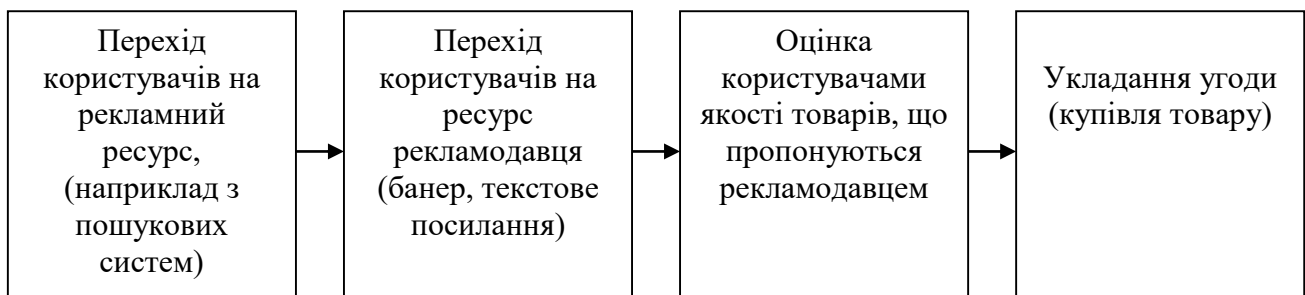 Перехід
користувачів на
рекламний
ресурс,
(наприклад з
пошукових
систем)
Перехід
користувачів на
ресурс
рекламодавця
(банер, текстове
посилання)
Оцінка
користувачами
якості товарів, що
пропонуються
рекламодавцем
Укладання угоди
(купівля товару)